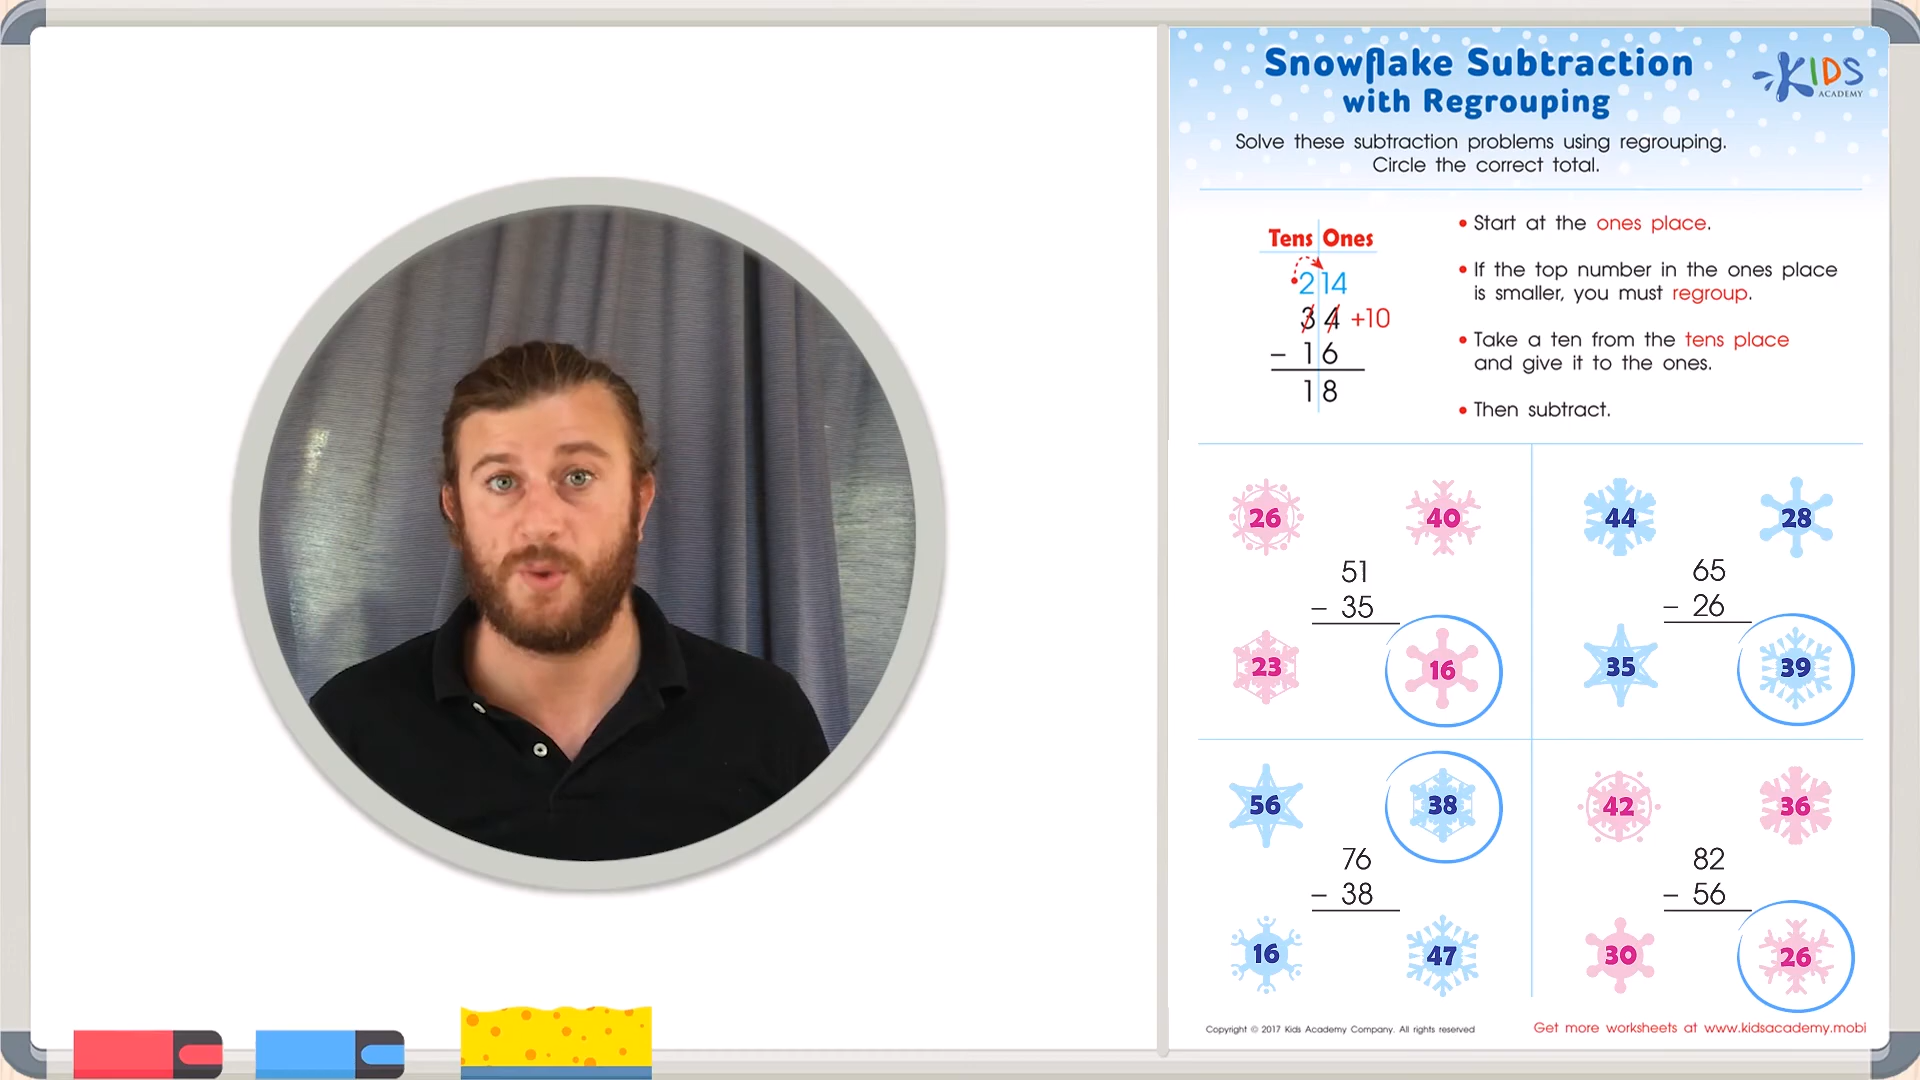 Snowflake Subtraction
with Regrouping
KIDS
ACADEMY
Solve these subtraction problems using regrouping.
Circle the correct total.
Tens Ones
2 14
3 4 +10
– 1 6
1 8
• Start at the ones place.
• If the top number in the ones place
is smaller, you must regroup.
• Take a ten from the tens place
and give it to the ones.
• Then subtract.
26 40
51
– 35
23 16
44 28
65
– 26
35 39
56 38
76
– 38
16 47
42 36
82
– 56
30 26
Copyright © 2017 Kids Academy Company. All rights reserved
Get more worksheets at www.kidsacademy.mobi